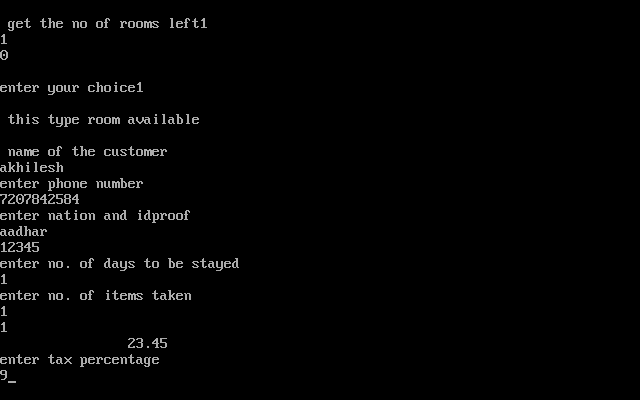 get the no of rooms left1
1
0
enter your choice1
this type room available
name of the customer
akhilesh
enter phone number
7207842584
enter nation and idproof
aadhar
12345
enter no. of days to be stayed
1
enter no. of items taken
1
1
23.45
enter tax percentage
9_